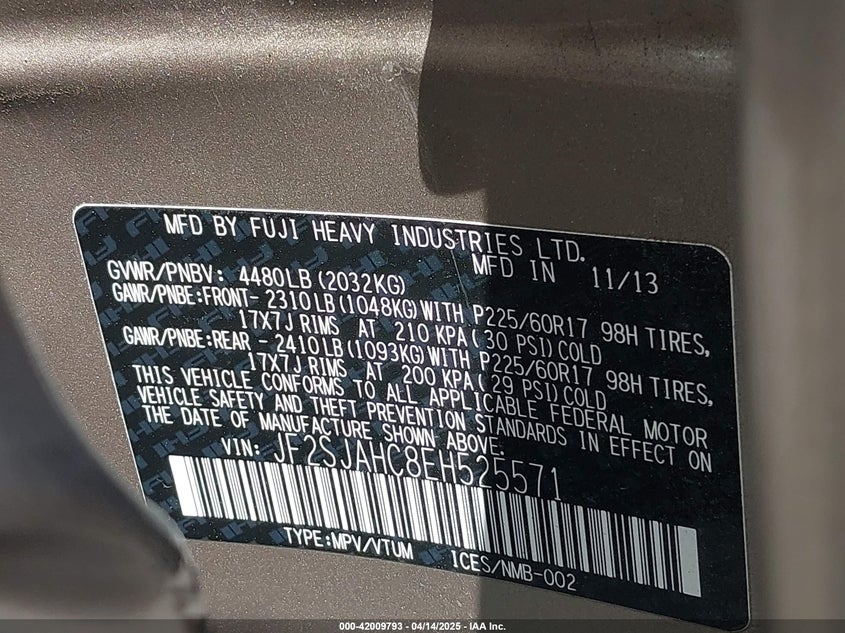 MFD BY FUJI HEAVY INDUSTRIES LTD.
MFD IN 11/13
GVWR/PNBV: 4480LB (2032KG)
GAWR/PNBE:FRONT- 2310LB(1048KG)WITH P225/60R17 98H TIRES,
17X7J RIMS AT 210 KPA(30 PSI)COLD
GAWR/PNBE:REAR - 2410LB(1093KG)WITH P225/60R17 98H TIRES,
17X7J RIMS AT 200 KPA(29 PSI)COLD
THIS VEHICLE CONFORMS TO ALL APPLICABLE FEDERAL MOTOR
VEHICLE SAFETY AND THEFT PREVENTION STANDARDS IN EFFECT ON
THE DATE OF MANUFACTURE SHOWN ABOVE.
VIN: JF2SJAHC8EH525571
TYPE:MPV/VTUM ICES/NMB-002
000-42009793 - 04/14/2025 - IAA Inc.